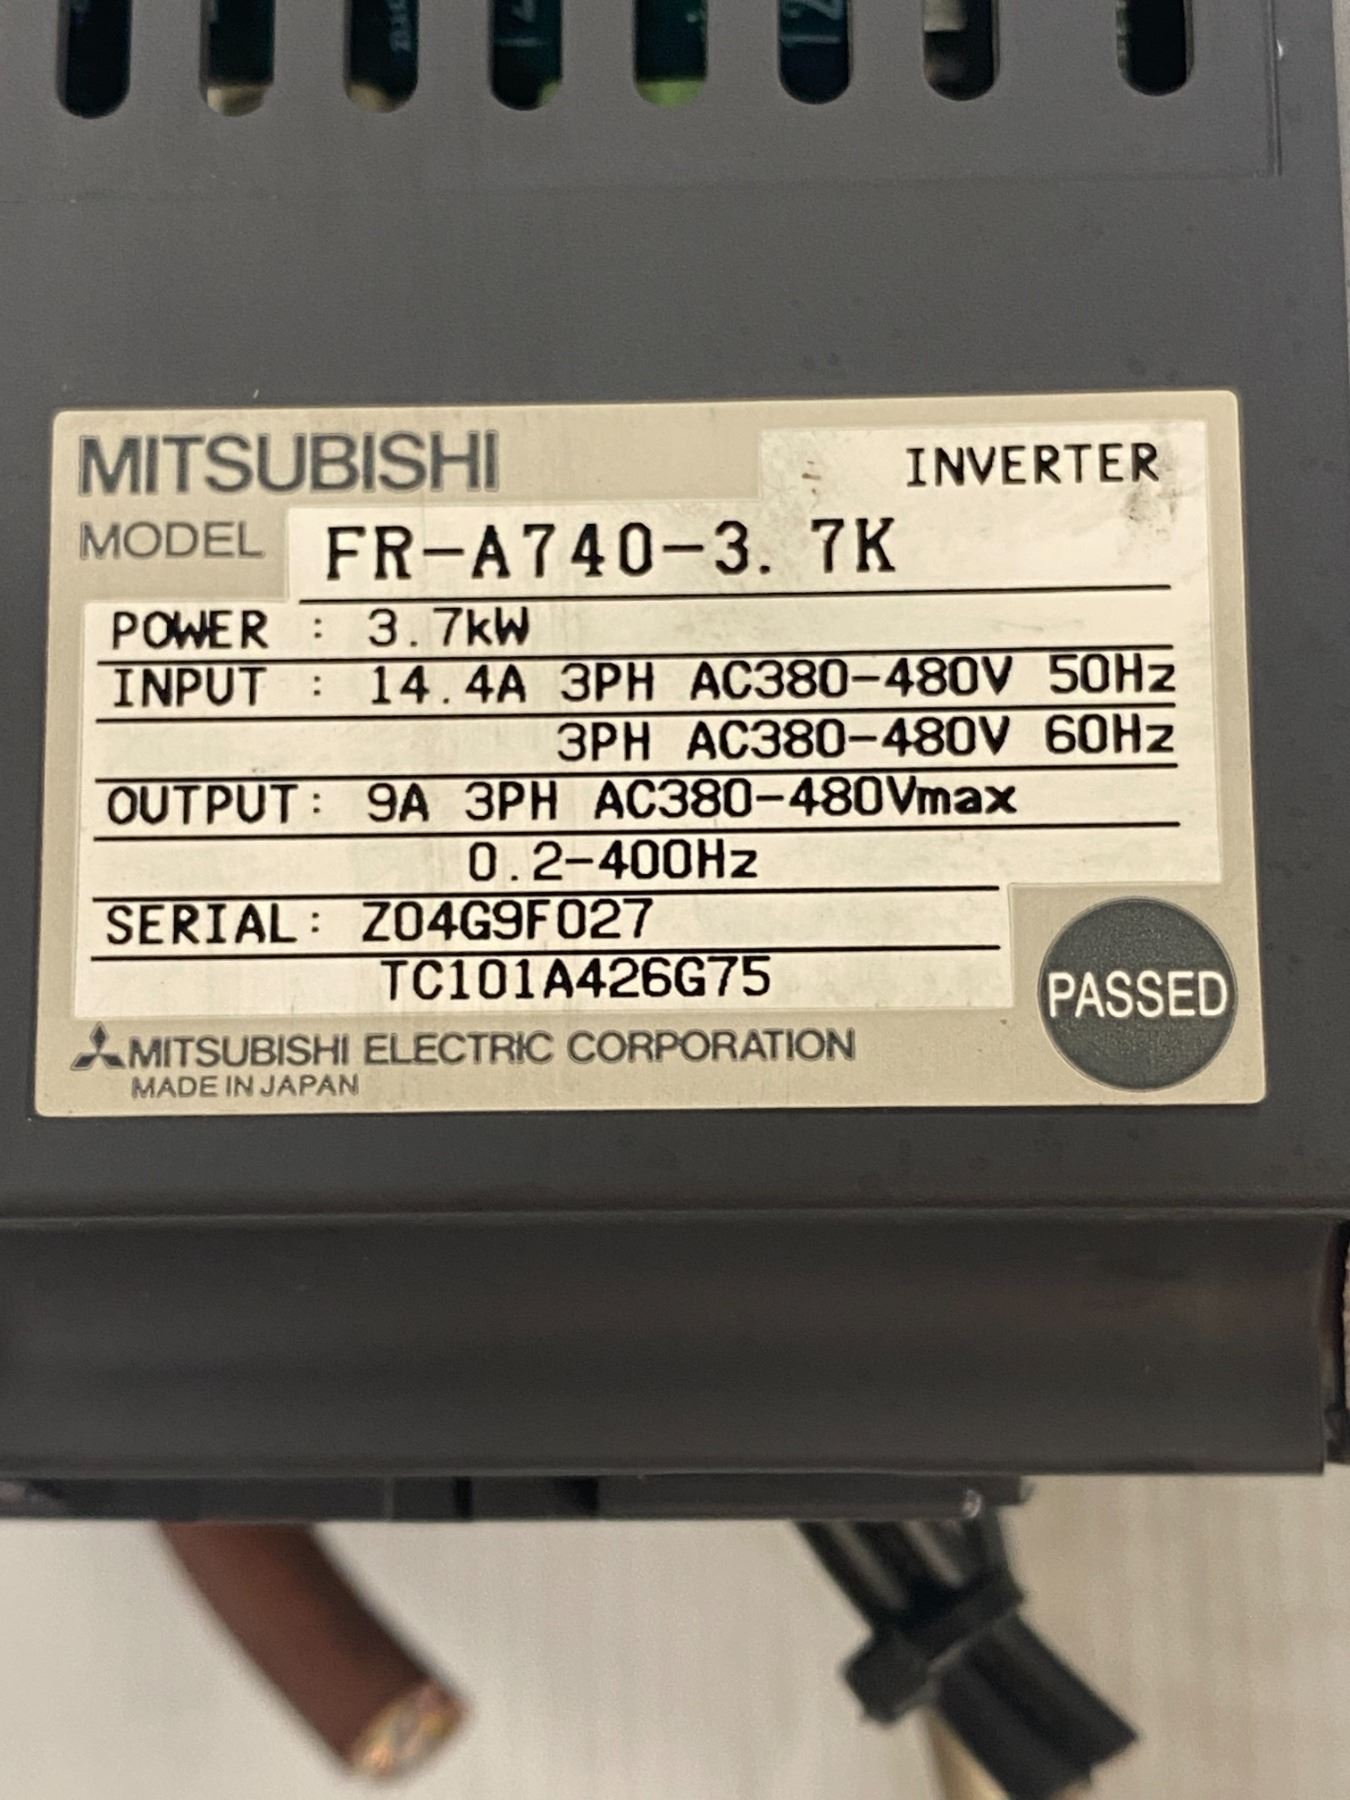 MITSUBISHI INVERTER
MODEL FR-A740-3.7K
POWER : 3.7kW
INPUT : 14.4A 3PH AC380-480V 50Hz
3PH AC380-480V 60Hz
OUTPUT: 9A 3PH AC380-480Vmax
0.2-400Hz
SERIAL: Z04G9F027
TC101A426G75
PASSED
MITSUBISHI ELECTRIC CORPORATION
MADE IN JAPAN